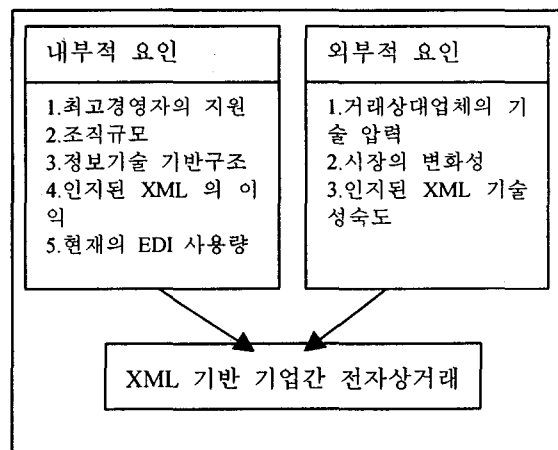 내부적 요인
1.최고경영자의 지원
2.조직규모
3.정보기술 기반구조
4.인지된 XML 의 이
익
5.현재의 EDI 사용량
외부적 요인
1.거래상대업체의 기
술 압력
2.시장의 변화성
3.인지된 XML 기술
성숙도
XML 기반 기업간 전자상거래